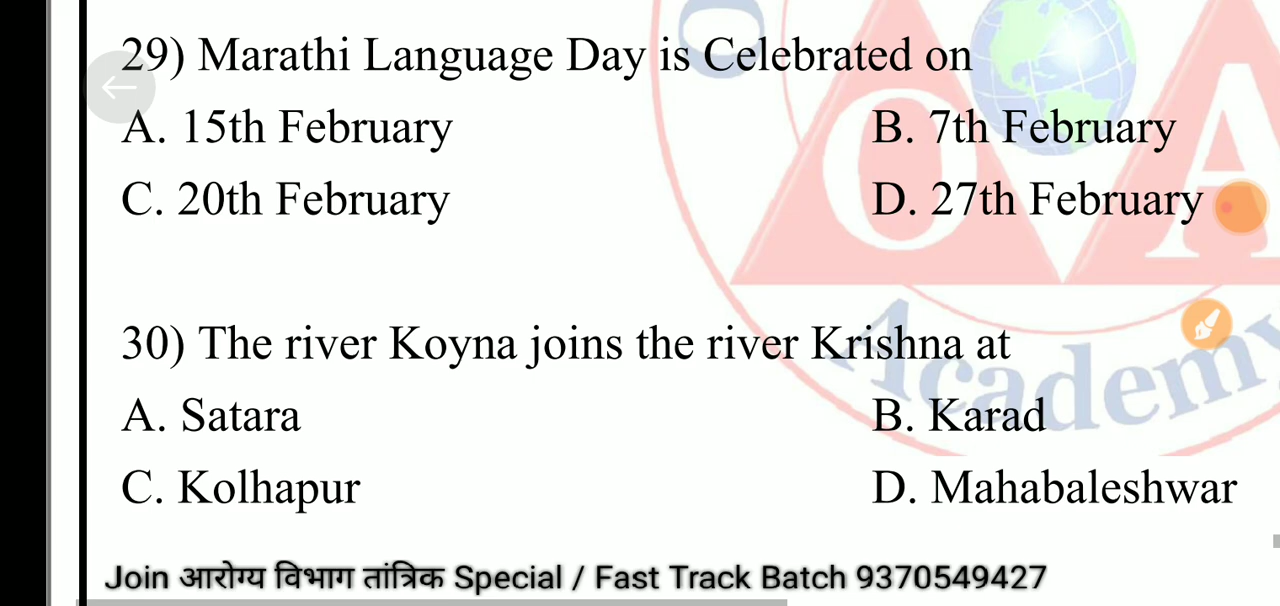 29) Marathi Language Day is Celebrated on
A. 15th February B. 7th February
C. 20th February D. 27th February
30) The river Koyna joins the river Krishna at
A. Satara B. Karad
C. Kolhapur D. Mahabaleshwar
Join आरोग्य विभाग तांत्रिक Special / Fast Track Batch 9370549427
O A
Academy